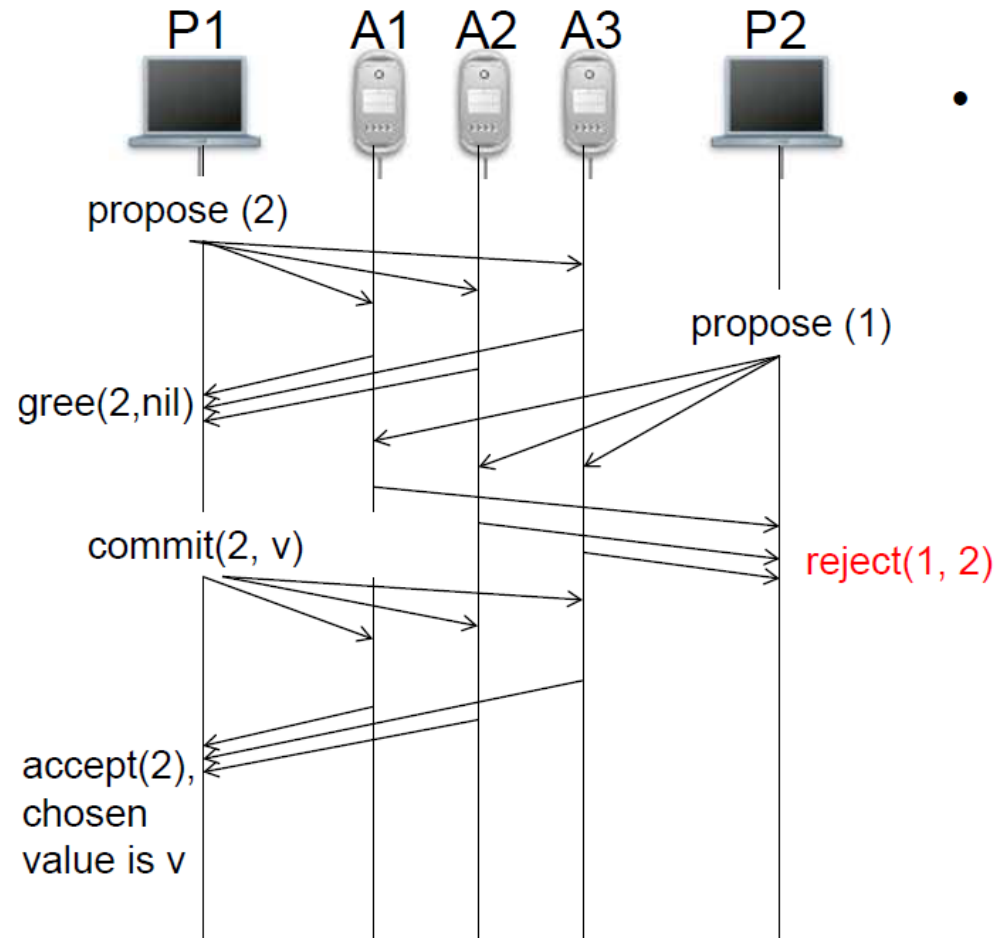 P1 A1 A2 A3 P2
•
propose (2)
propose (1)
gree(2,nil)
commit(2, v)
reject(1, 2)
accept(2),
chosen
value is v